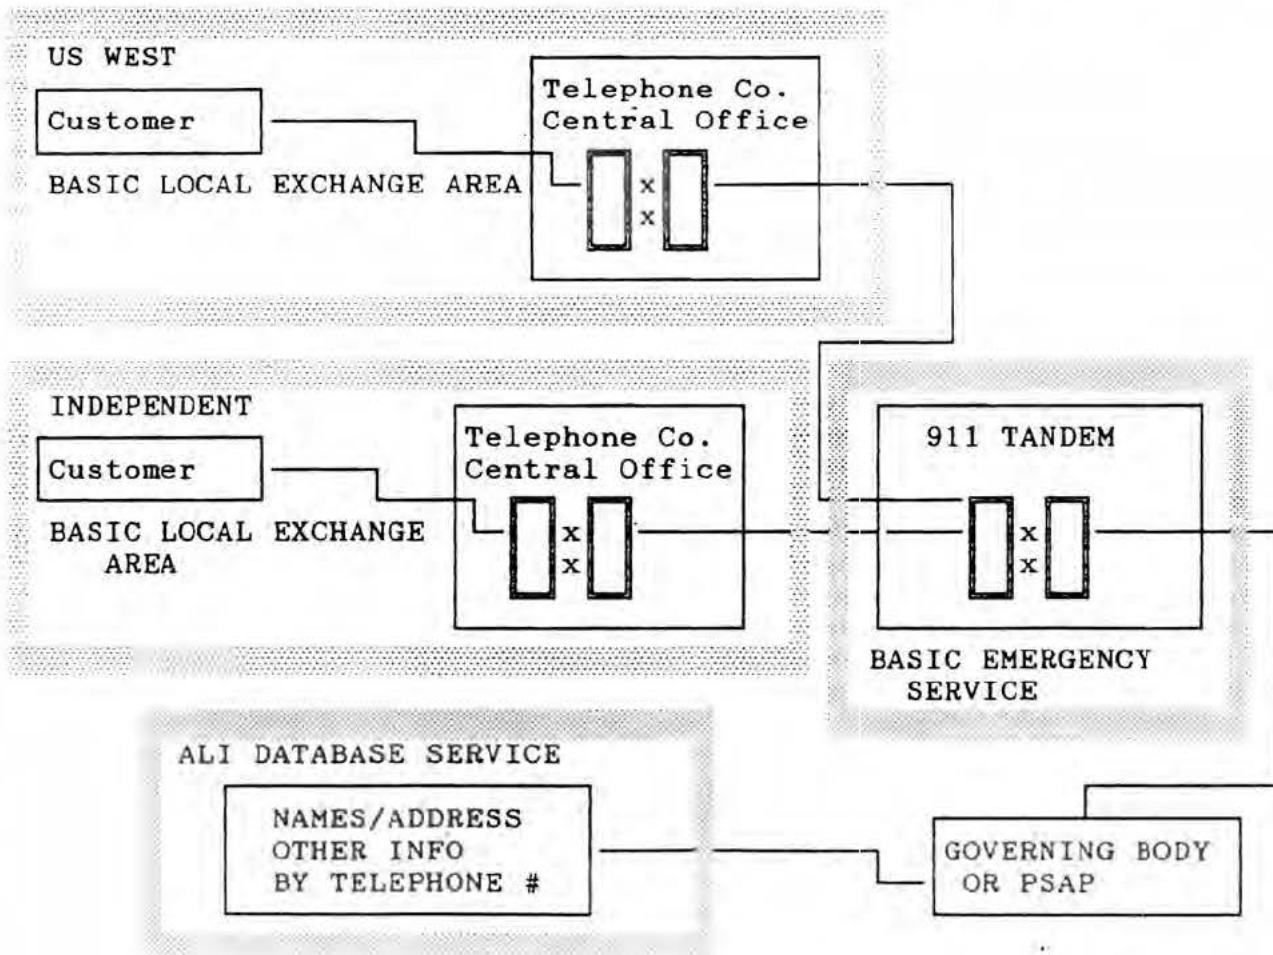 US WEST
Customer
BASIC LOCAL EXCHANGE AREA
Telephone Co.
Central Office
x
x
INDEPENDENT
Customer
BASIC LOCAL EXCHANGE
AREA
Telephone Co.
Central Office
x
x
911 TANDEM
x
x
BASIC EMERGENCY
SERVICE
ALI DATABASE SERVICE
NAMES/ADDRESS
OTHER INFO
BY TELEPHONE #
GOVERNING BODY
OR PSAP